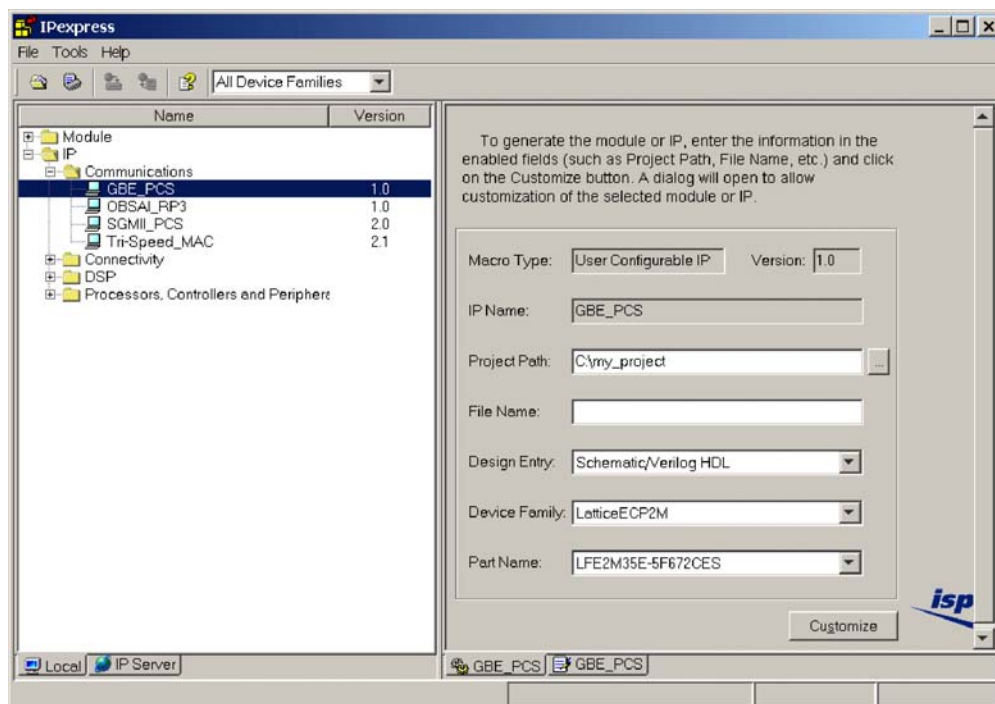 IPexpress
File Tools Help
All Device Families
Name Version
Module
IP
Communications
GBE_PCS 1.0
OBSAI_RP3 1.0
SGMII_PCS 2.0
Tri-Speed_MAC 2.1
Connectivity
DSP
Processors, Controllers and Periphera
To generate the module or IP, enter the information in the
enabled fields (such as Project Path, File Name, etc.) and click
on the Customize button. A dialog will open to allow
customization of the selected module or IP.
Macro Type: User Configurable IP Version: 1.0
IP Name: GBE_PCS
Project Path: C:\my_project ...
File Name:
Design Entry: Schematic/Verilog HDL
Device Family: LatticeECP2M
Part Name: LFE2M35E-5F672CES
isp
Customize
Local IP Server
GBE_PCS GBE_PCS